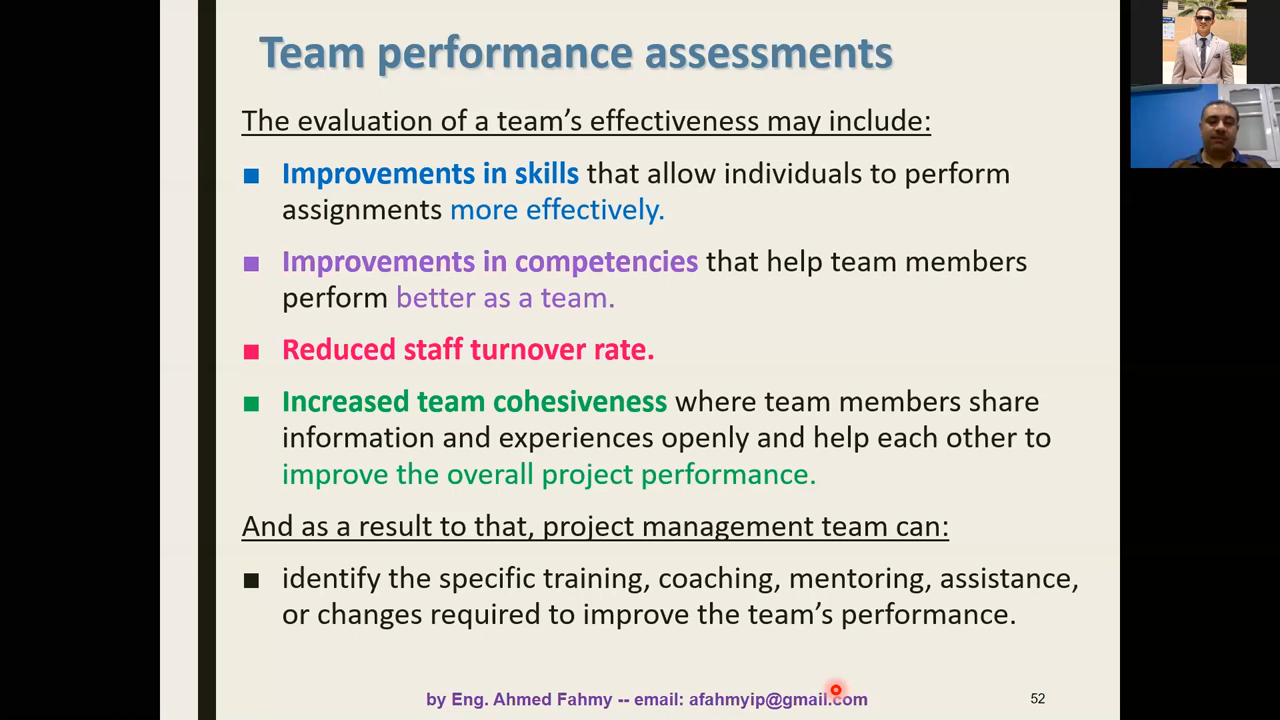 Team performance assessments
The evaluation of a team’s effectiveness may include:
Improvements in skills that allow individuals to perform
assignments more effectively.
Improvements in competencies that help team members
perform better as a team.
Reduced staff turnover rate.
Increased team cohesiveness where team members share
information and experiences openly and help each other to
improve the overall project performance.
And as a result to that, project management team can:
identify the specific training, coaching, mentoring, assistance,
or changes required to improve the team’s performance.
by Eng. Ahmed Fahmy -- email: afahmyip@gmail.com
52